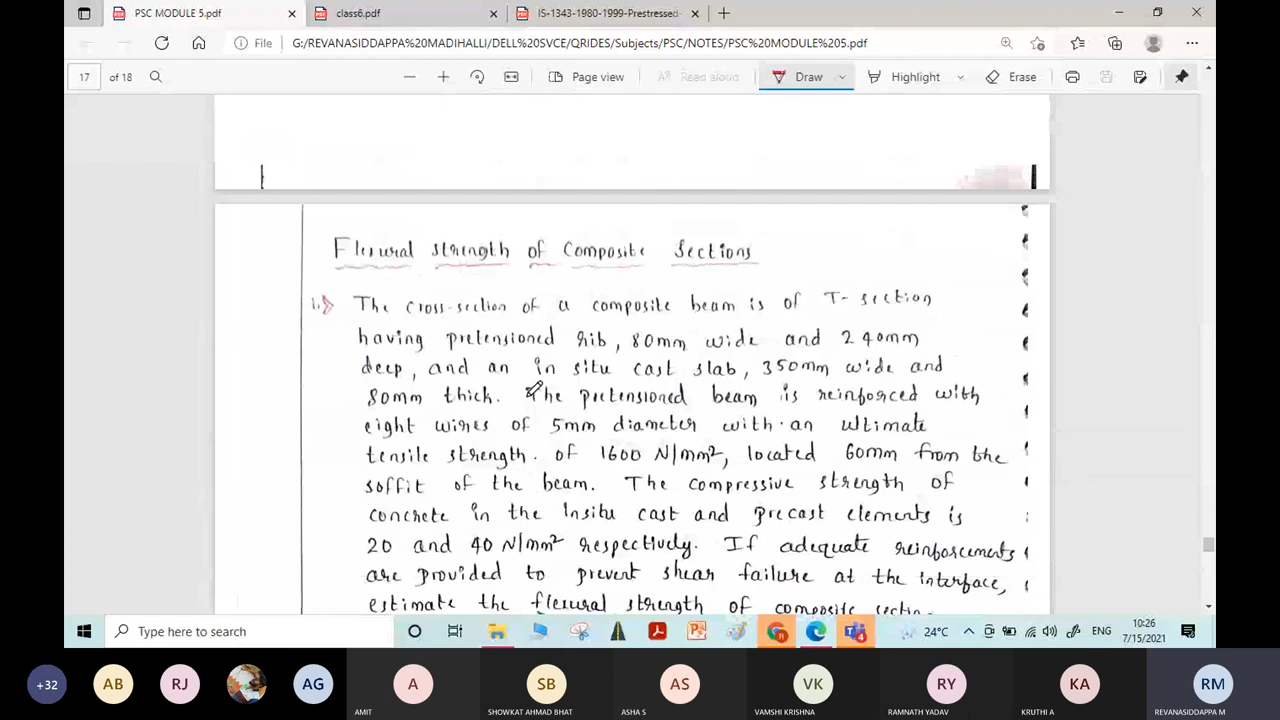 PSC MODULE 5.pdf
class6.pdf
IS-1343-1980-1999-Prestressed-
File
G:/REVANASIDDAPPA%20MADIHALLI/DELL%20SVCE/QRIDES/Subjects/PSC/NOTES/PSC%20MODULE%205.pdf
17 of 18
Page view
Read aloud
Draw
Highlight
Erase
Flexural strength of Composite Sections
1.) The cross-section of a composite beam is of T-section
having pretensioned rib, 80mm wide and 240mm
deep, and an in situ cast slab, 350mm wide and
80mm thick. The pretensioned beam is reinforced with
eight wires of 5mm diameter with an ultimate
tensile strength. of 1600 N/mm², located 60mm from the
soffit of the beam. The compressive strength of
concrete in the insitu cast and precast elements is
20 and 40 N/mm² respectively. If adequate reinforcements
are provided to prevent shear failure at the interface,
estimate the flexural strength of composite section.
Type here to search
24°C
ENG
10:26
7/15/2021
+32
AB
RJ
AG
A
SB
AS
VK
RY
KA
RM
AMIT
SHOWKAT AHMAD BHAT
ASHA S
VAMSHI KRISHNA
RAMNATH YADAV
KRUTHI A
REVANASIDDAPPA M